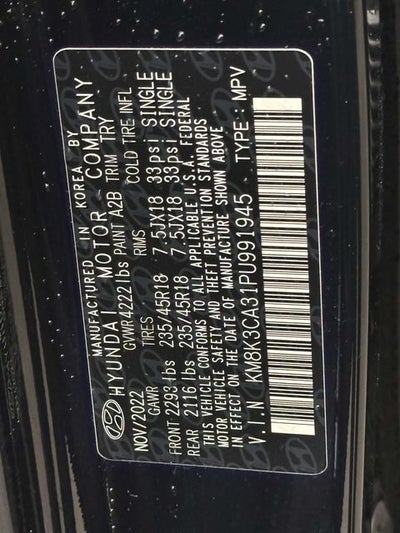 MANUFACTURED IN KOREA BY
HYUNDAI MOTOR COMPANY
GVWR 4222 lbs PAINT A2B TRIM TRY
NOV/2022 GAWR TIRES RIMS COLD TIRE INFL
FRONT 2293 lbs 235/45R18 7.5JX18 33psi SINGLE
REAR 2116 lbs 235/45R18 7.5JX18 33psi SINGLE
THIS VEHICLE CONFORMS TO ALL APPLICABLE U.S.A. FEDERAL
MOTOR VEHICLE SAFETY AND THEFT PREVENTION STANDARDS
IN EFFECT ON THE DATE OF MANUFACTURE SHOWN ABOVE.
V.I.N : KM8K3CA31PU991945 TYPE : MPV